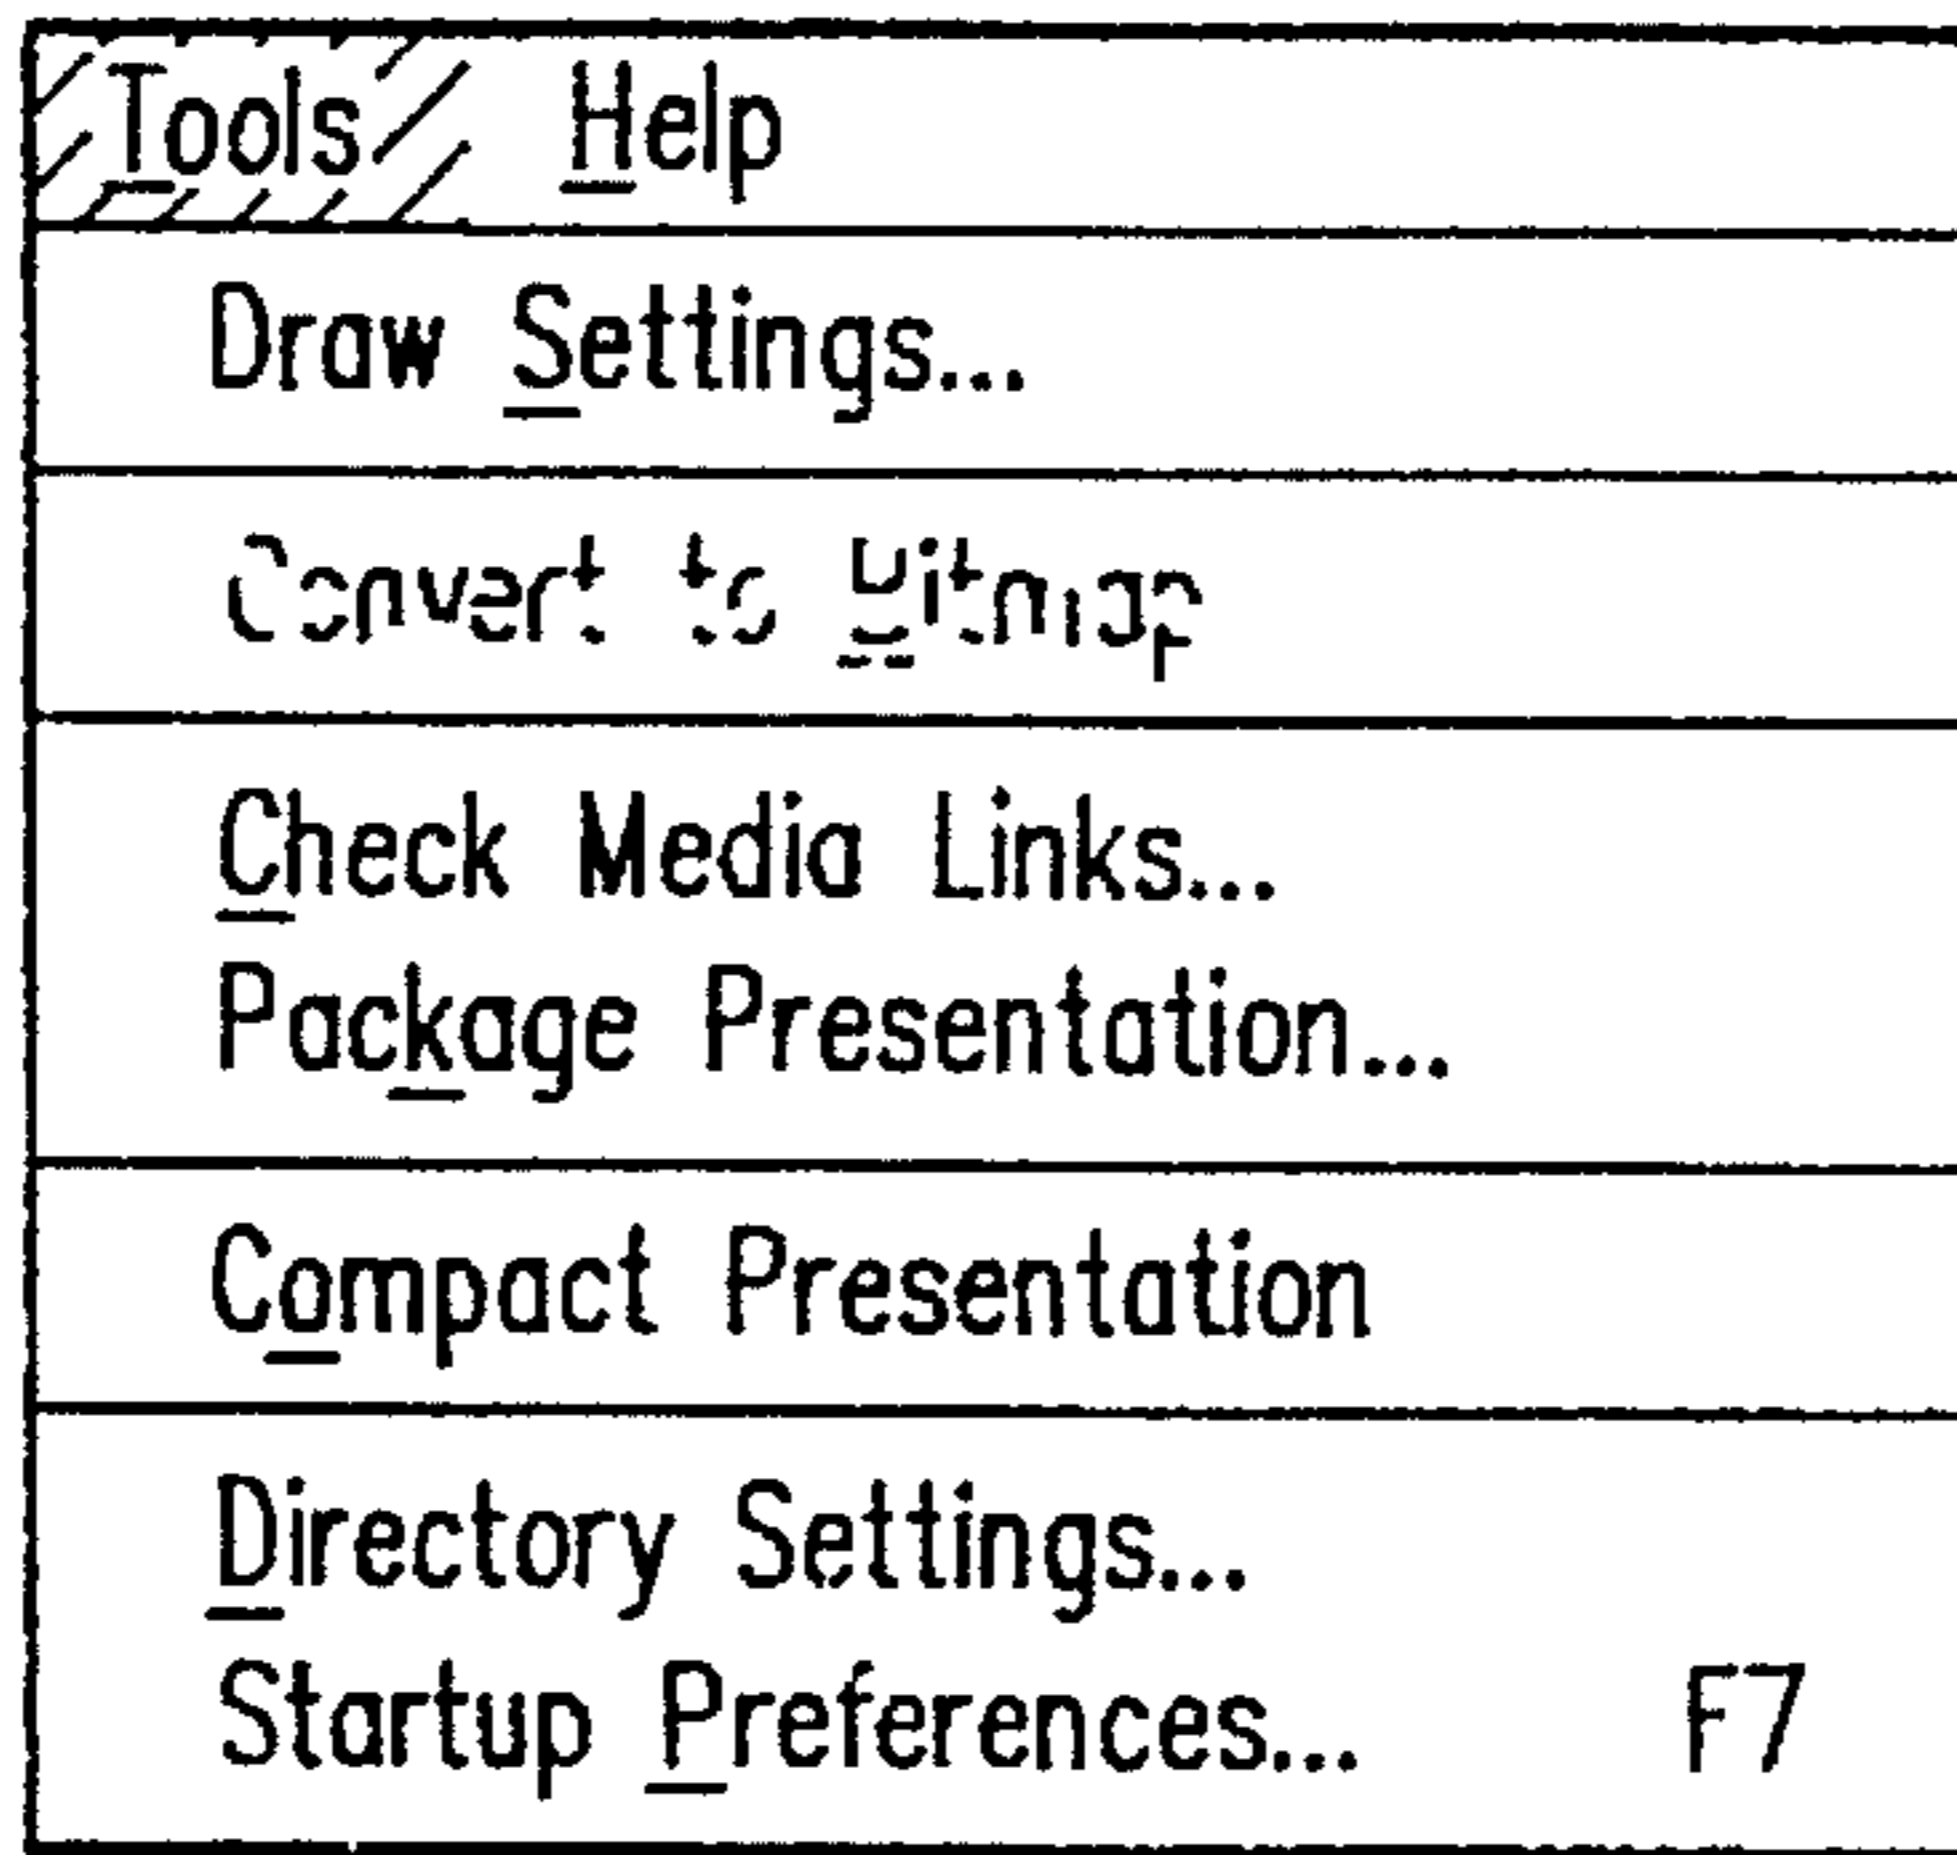 Tools Help
Draw Settings...
Convert to Bitmap
Check Media Links...
Package Presentation...
Compact Presentation
Directory Settings...
Startup Preferences... F7